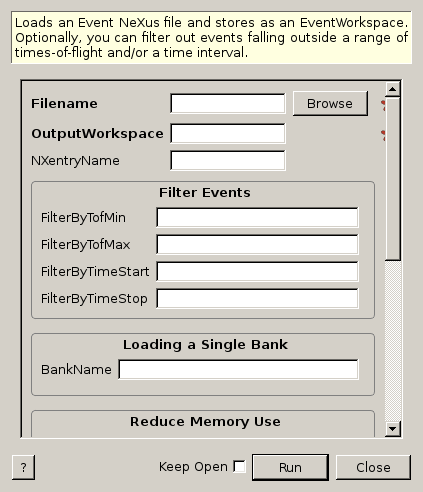 Loads an Event NeXus file and stores as an EventWorkspace.
Optionally, you can filter out events falling outside a range of
times-of-flight and/or a time interval.
Filename Browse
OutputWorkspace
NXentryName
Filter Events
FilterByTofMin
FilterByTofMax
FilterByTimeStart
FilterByTimeStop
Loading a Single Bank
BankName
Reduce Memory Use
? Keep Open Run Close